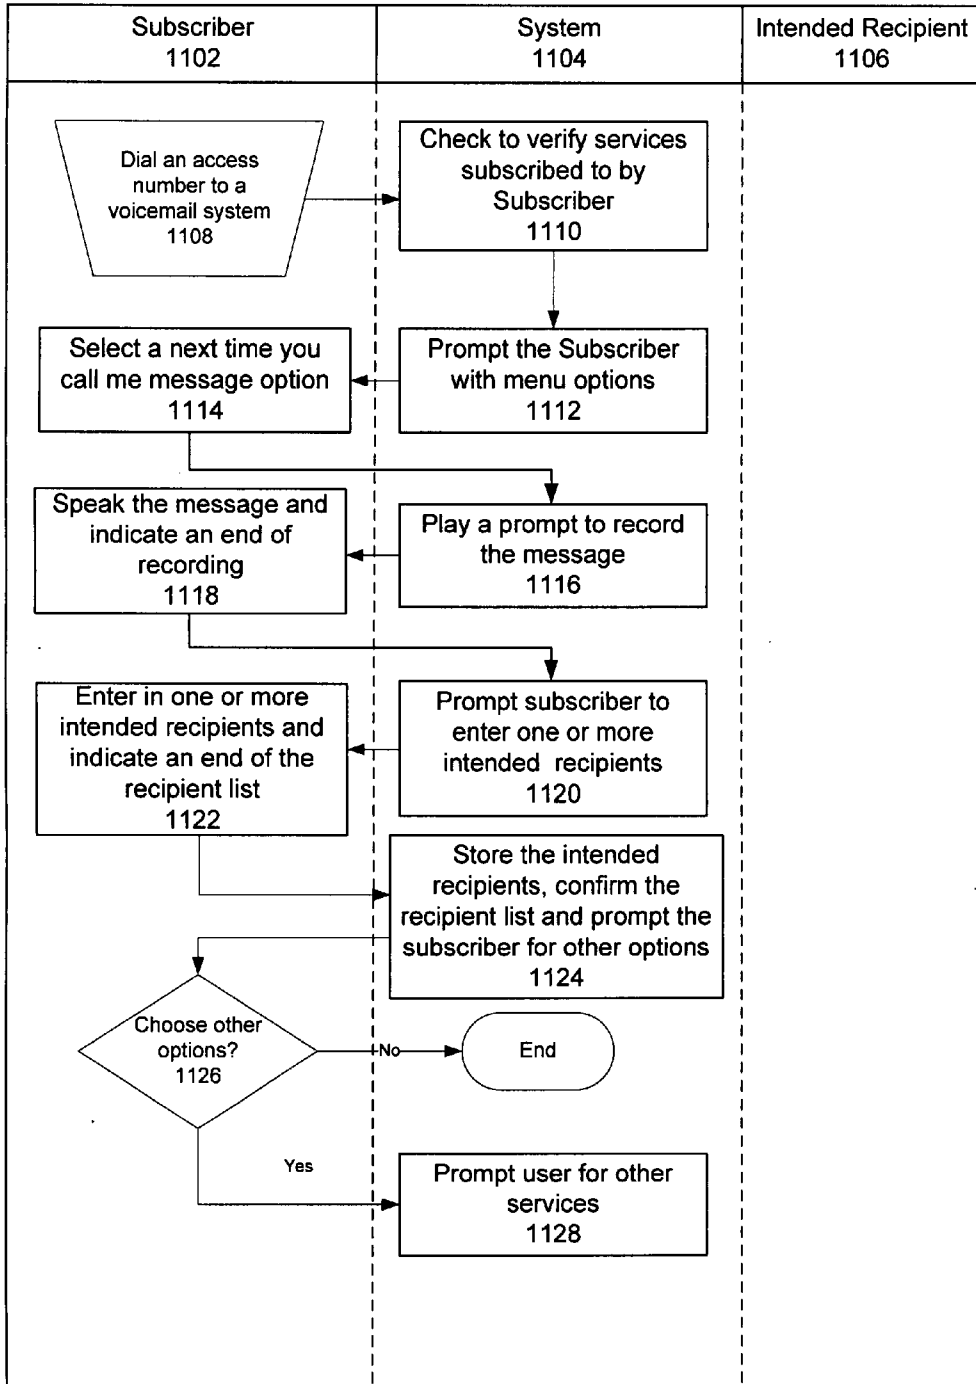 Subscriber
1102
System
1104
Intended Recipient
1106
Dial an access
number to a
voicemail system
1108
Check to verify services
subscribed to by
Subscriber
1110
Select a next time you
call me message option
1114
Prompt the Subscriber
with menu options
1112
Speak the message and
indicate an end of
recording
1118
Play a prompt to record
the message
1116
Enter in one or more
intended recipients and
indicate an end of the
recipient list
1122
Prompt subscriber to
enter one or more
intended recipients
1120
Store the intended
recipients, confirm the
recipient list and prompt the
subscriber for other options
1124
Choose other
options?
1126
No
End
Yes
Prompt user for other
services
1128